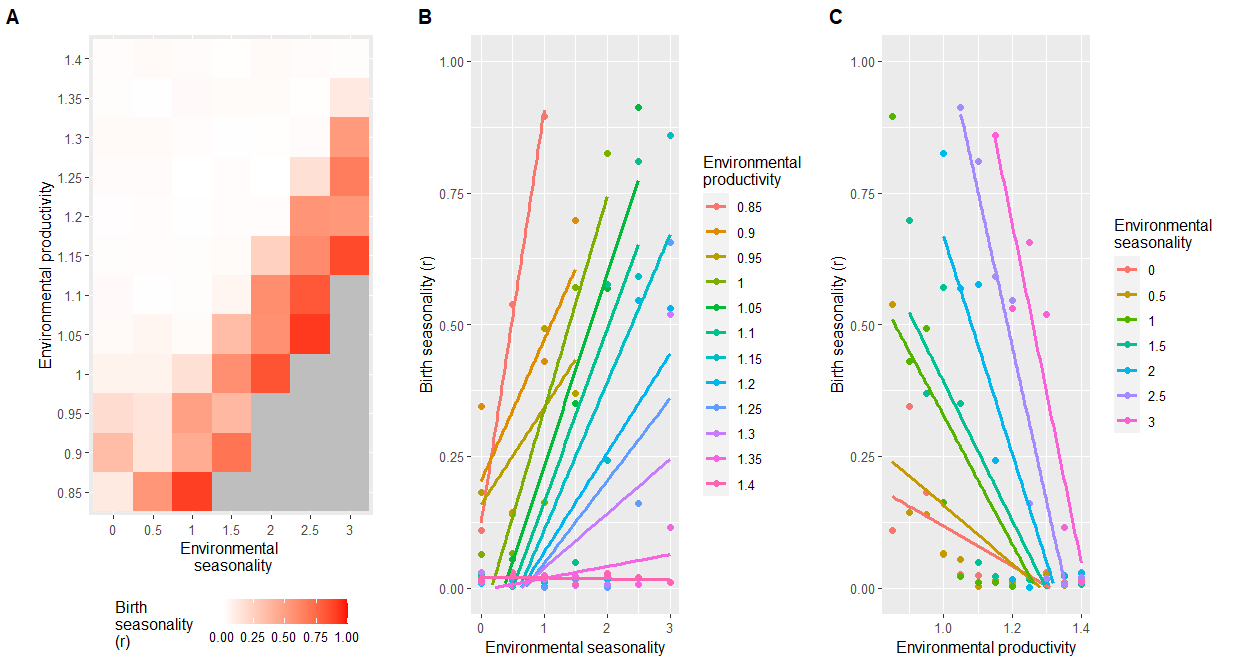 A
Environmental productivity
1.4
1.35
1.3
1.25
1.2
1.15
1.1
1.05
1
0.95
0.9
0.85
0 0.5 1 1.5 2 2.5 3
Environmental
seasonality
Birth
seasonality
(r)
0.00 0.25 0.50 0.75 1.00
B
Birth seasonality (r)
1.00
0.75
0.50
0.25
0.00
0 1 2 3
Environmental seasonality
Environmental
productivity
0.85
0.9
0.95
1
1.05
1.1
1.15
1.2
1.25
1.3
1.35
1.4
C
Birth seasonality (r)
1.00
0.75
0.50
0.25
0.00
1.0 1.2 1.4
Environmental productivity
Environmental
seasonality
0
0.5
1
1.5
2
2.5
3